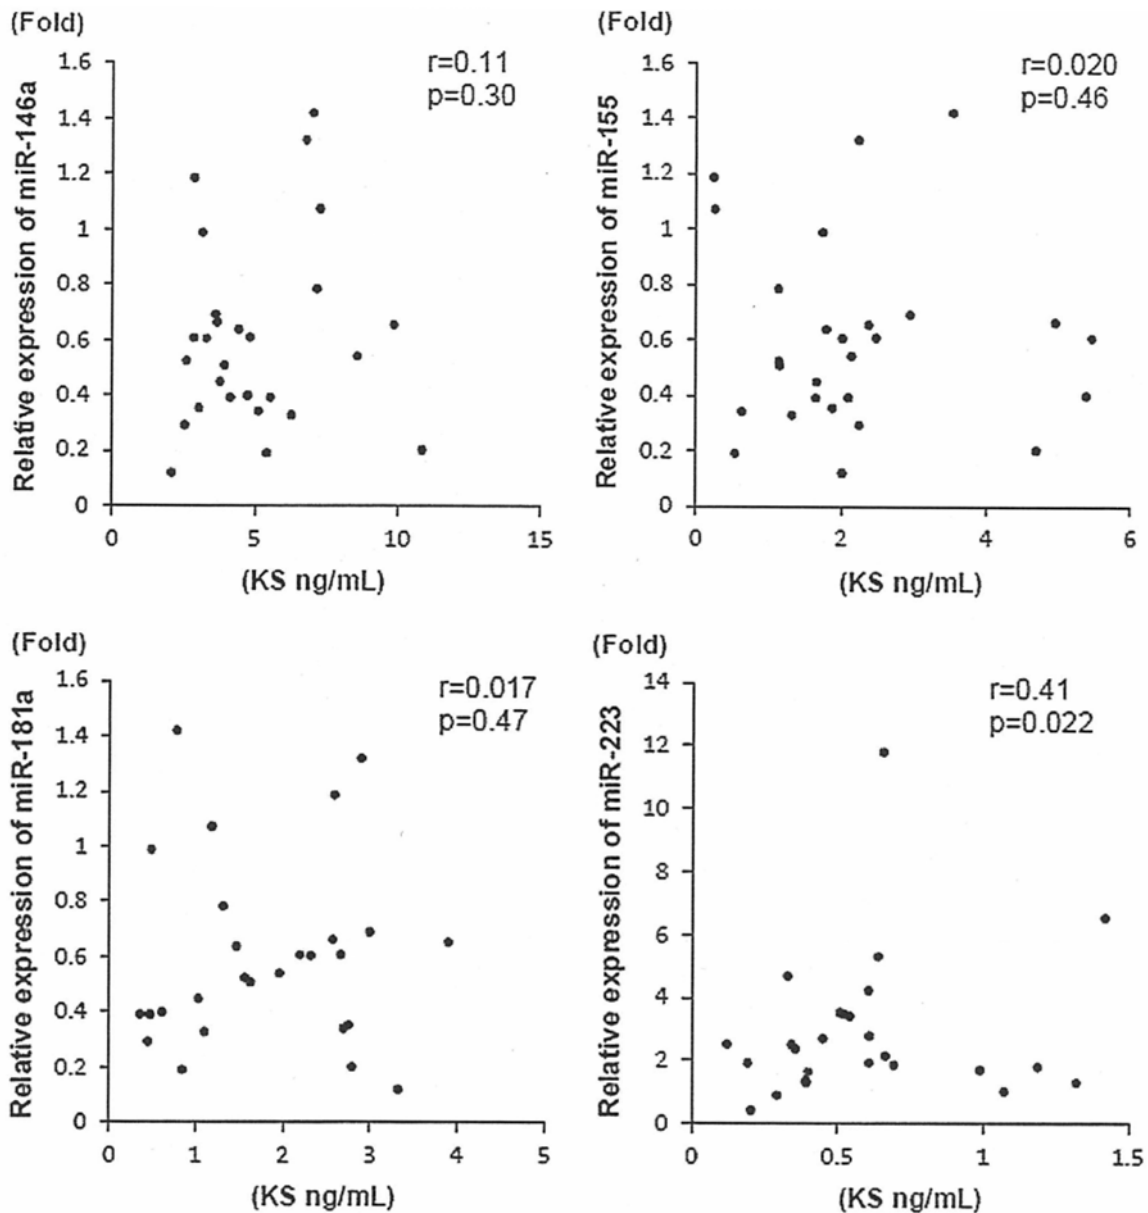 (Fold)
Relative expression of miR-146a
1.6
1.4
1.2
1
0.8
0.6
0.4
0.2
0
r=0.11
p=0.30
0 5 10 15
(KS ng/mL)
(Fold)
Relative expression of miR-155
1.6
1.4
1.2
1
0.8
0.6
0.4
0.2
0
r=0.020
p=0.46
0 2 4 6
(KS ng/mL)
(Fold)
Relative expression of miR-181a
1.6
1.4
1.2
1
0.8
0.6
0.4
0.2
0
r=0.017
p=0.47
0 1 2 3 4 5
(KS ng/mL)
(Fold)
Relative expression of miR-223
14
12
10
8
6
4
2
0
r=0.41
p=0.022
0 0.5 1 1.5
(KS ng/mL)